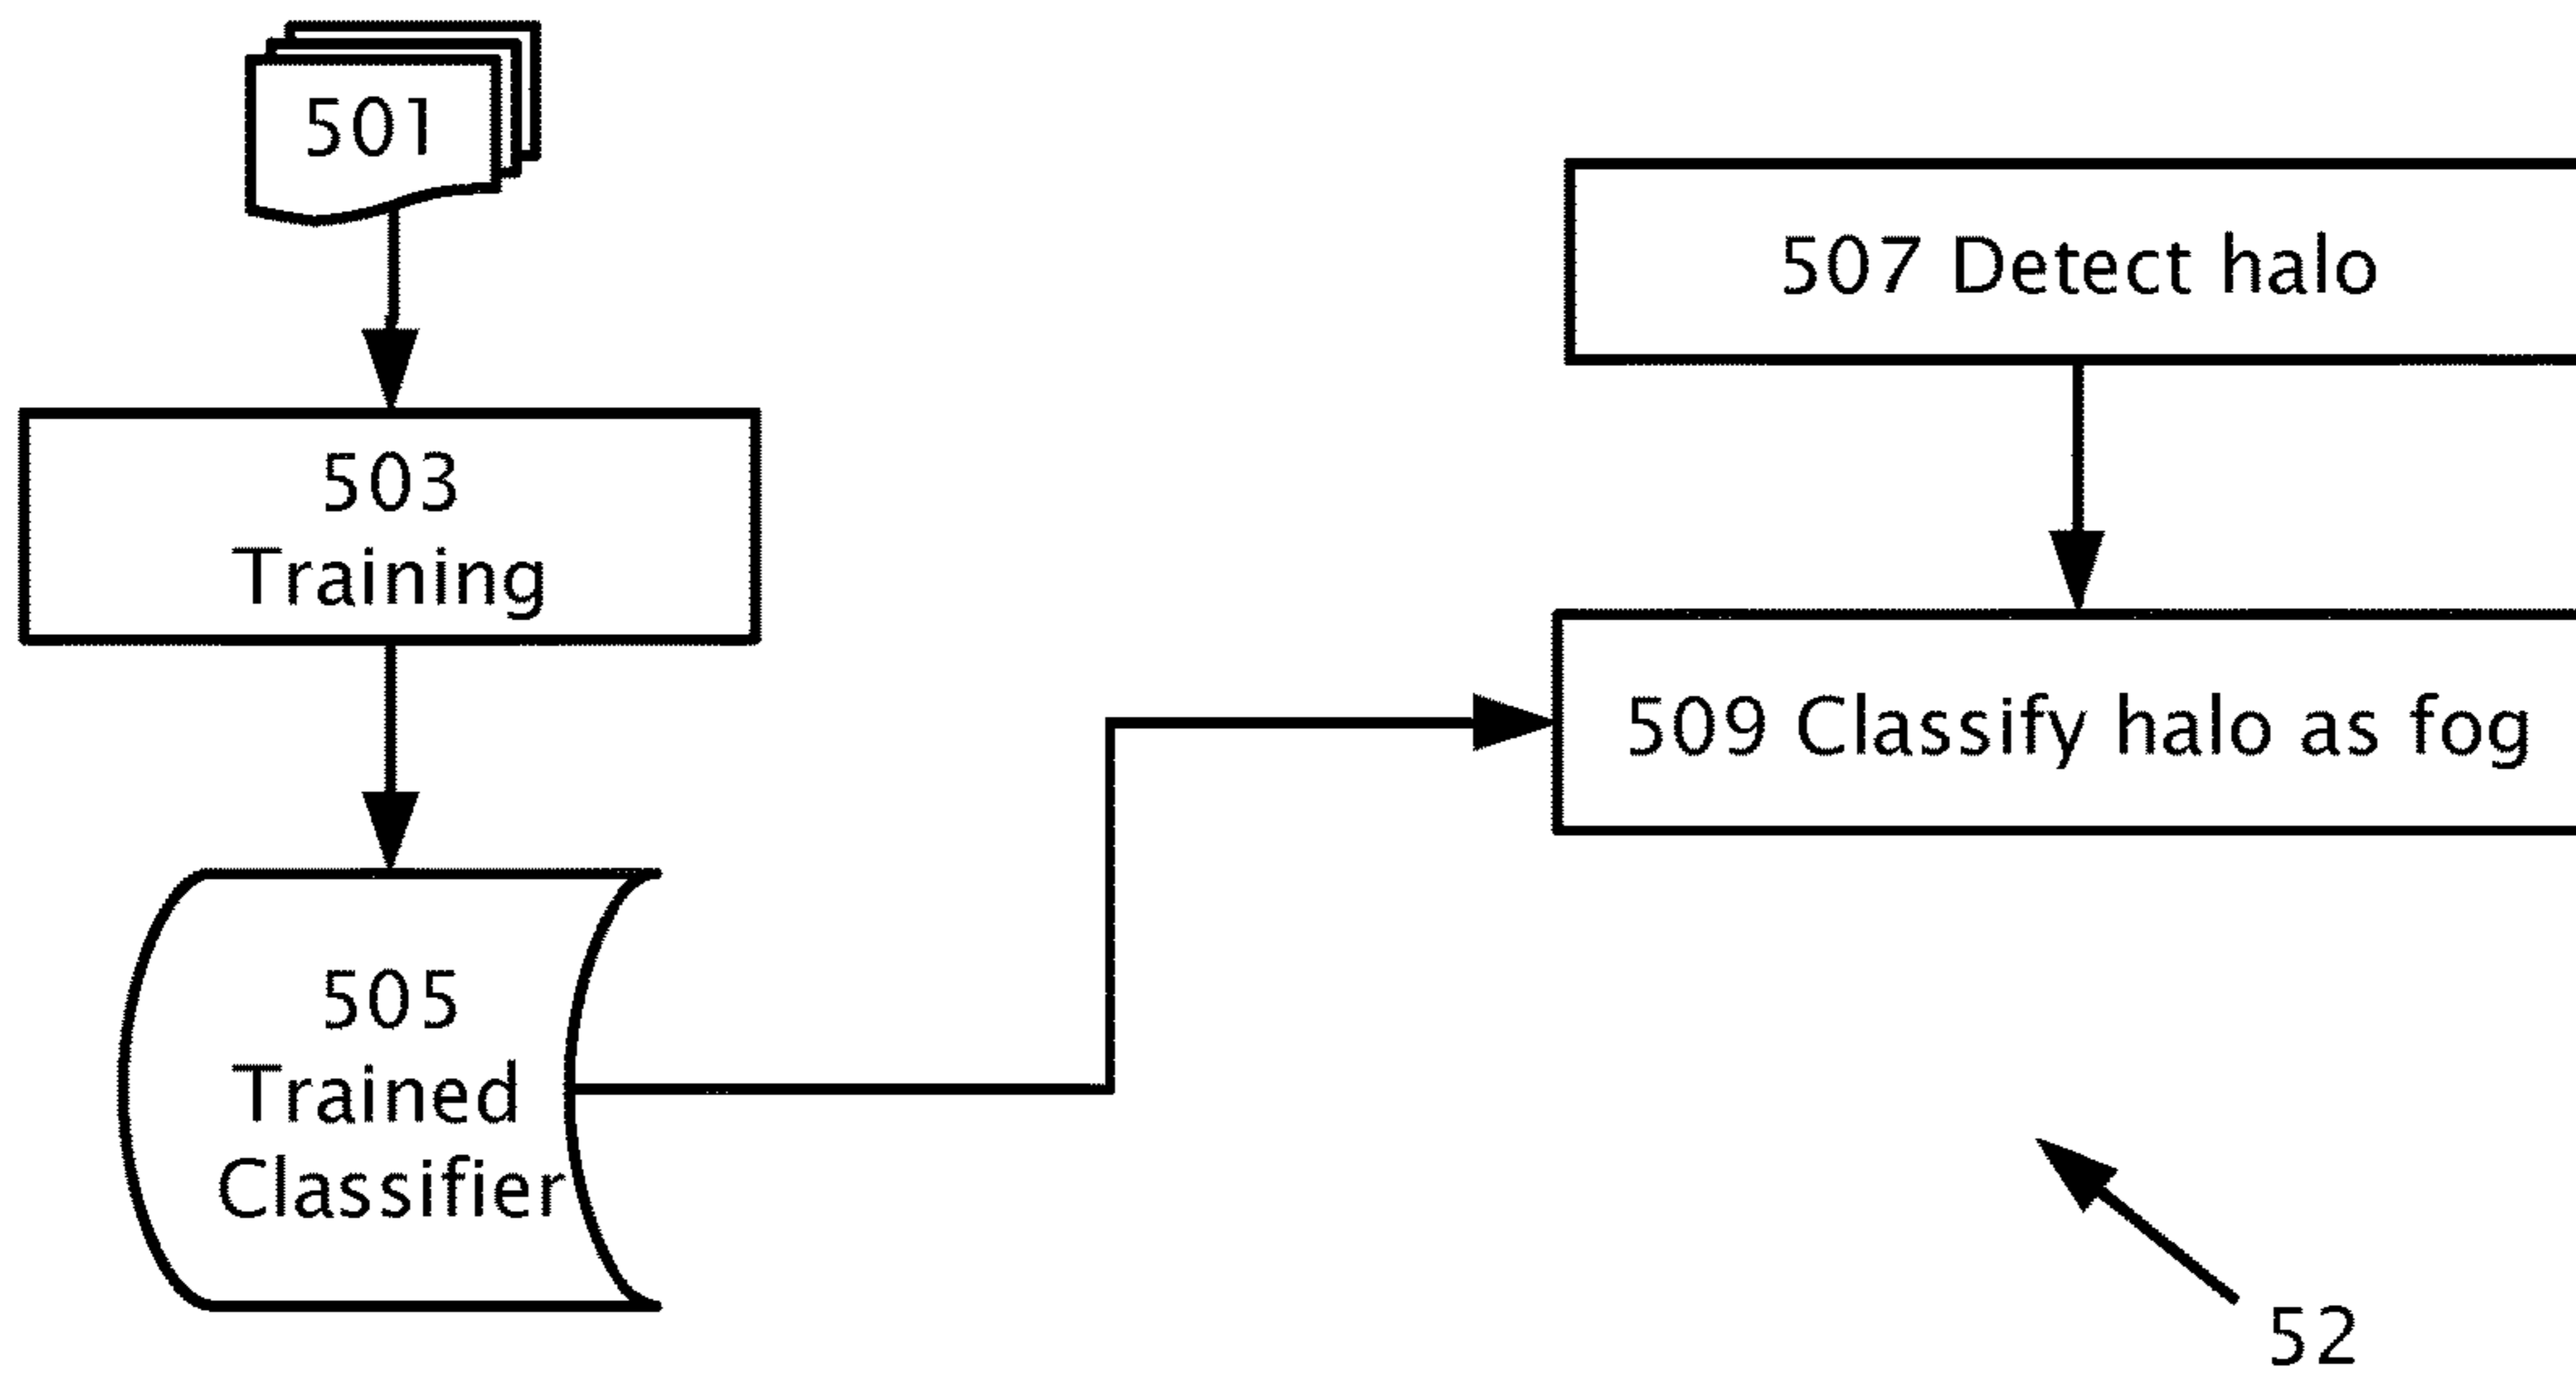 501
503
Training
505
Trained
Classifier
507 Detect halo
509 Classify halo as fog
52